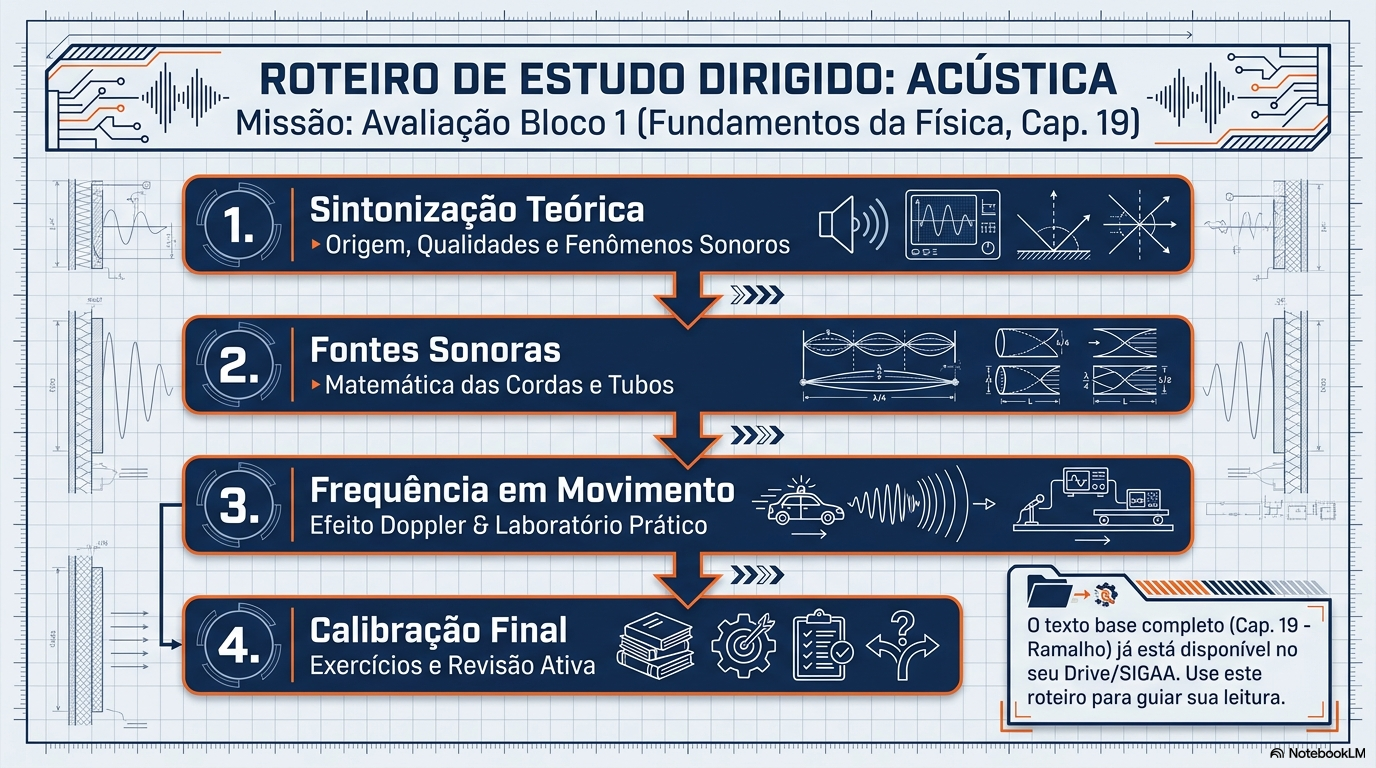 ROTEIRO DE ESTUDO DIRIGIDO: ACÚSTICA
Missão: Avaliação Bloco 1 (Fundamentos da Física, Cap. 19)
1.
Sintonização Teórica
Origem, Qualidades e Fenômenos Sonoros
2.
Fontes Sonoras
Matemática das Cordas e Tubos
λ/4
L
L
3.
Frequência em Movimento
Efeito Doppler & Laboratório Prático
4.
Calibração Final
Exercícios e Revisão Ativa
?
O texto base completo (Cap. 19 -
Ramalho) já está disponível no
seu Drive/SIGAA. Use este
roteiro para guiar sua leitura.
NotebookLM